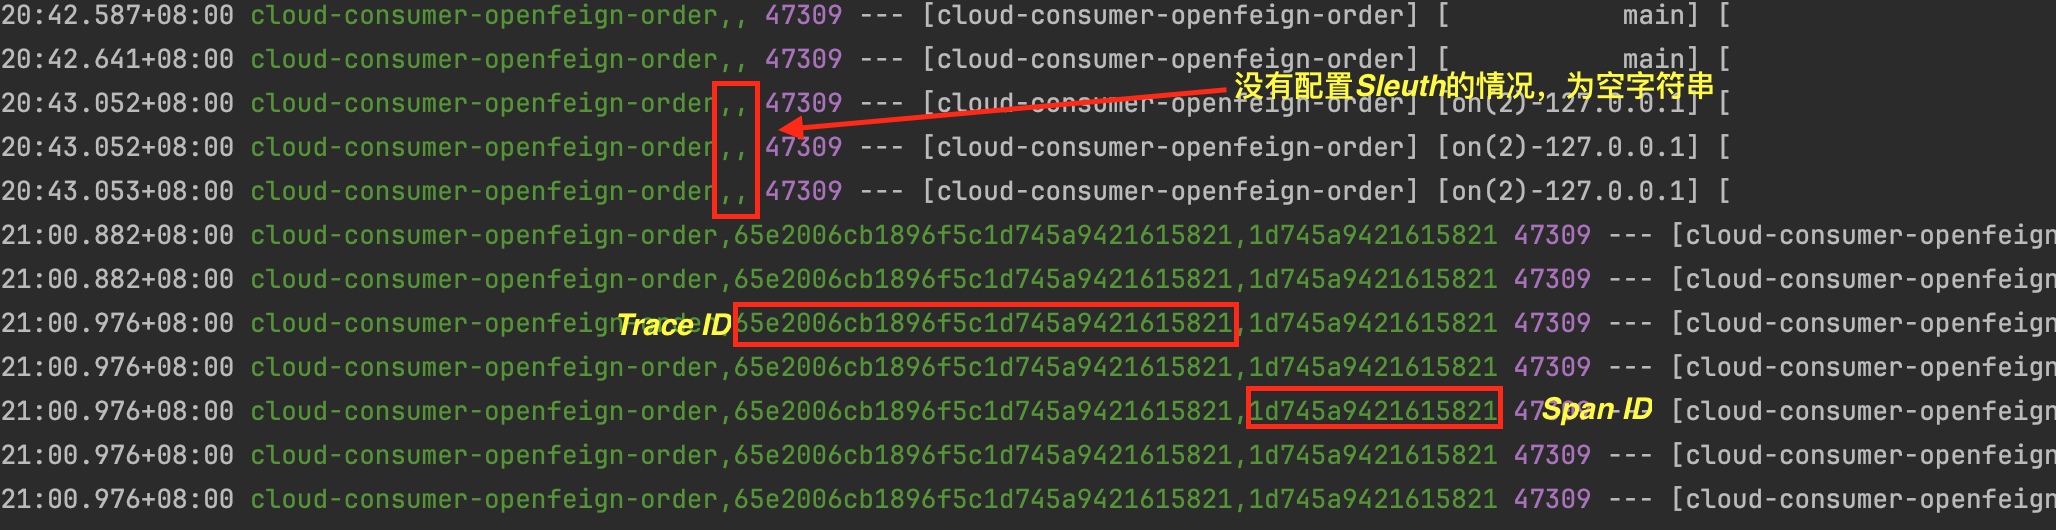 20:42.587+08:00 cloud-consumer-openfeign-order,, 47309 --- [cloud-consumer-openfeign-order] [           main] [
20:42.641+08:00 cloud-consumer-openfeign-order,, 47309 --- [cloud-consumer-openfeign-order] [           main] [
没有配置Sleuth的情况，为空字符串
20:43.052+08:00 cloud-consumer-openfeign-order,, 47309 --- [cloud-consumer-openfeign-order] [on(2)-127.0.0.1] [
20:43.052+08:00 cloud-consumer-openfeign-order,, 47309 --- [cloud-consumer-openfeign-order] [on(2)-127.0.0.1] [
20:43.053+08:00 cloud-consumer-openfeign-order,, 47309 --- [cloud-consumer-openfeign-order] [on(2)-127.0.0.1] [
21:00.882+08:00 cloud-consumer-openfeign-order,65e2006cb1896f5c1d745a9421615821,1d745a9421615821 47309 --- [cloud-consumer-openfeign
21:00.882+08:00 cloud-consumer-openfeign-order,65e2006cb1896f5c1d745a9421615821,1d745a9421615821 47309 --- [cloud-consumer-openfeign
21:00.976+08:00 cloud-consumer-openfeign-order,65e2006cb1896f5c1d745a9421615821,1d745a9421615821 47309 --- [cloud-consumer-openfeign
Trace ID
21:00.976+08:00 cloud-consumer-openfeign-order,65e2006cb1896f5c1d745a9421615821,1d745a9421615821 47309 --- [cloud-consumer-openfeign
21:00.976+08:00 cloud-consumer-openfeign-order,65e2006cb1896f5c1d745a9421615821,1d745a9421615821 47309 --- [cloud-consumer-openfeign
Span ID
21:00.976+08:00 cloud-consumer-openfeign-order,65e2006cb1896f5c1d745a9421615821,1d745a9421615821 47309 --- [cloud-consumer-openfeign
21:00.976+08:00 cloud-consumer-openfeign-order,65e2006cb1896f5c1d745a9421615821,1d745a9421615821 47309 --- [cloud-consumer-openfeign